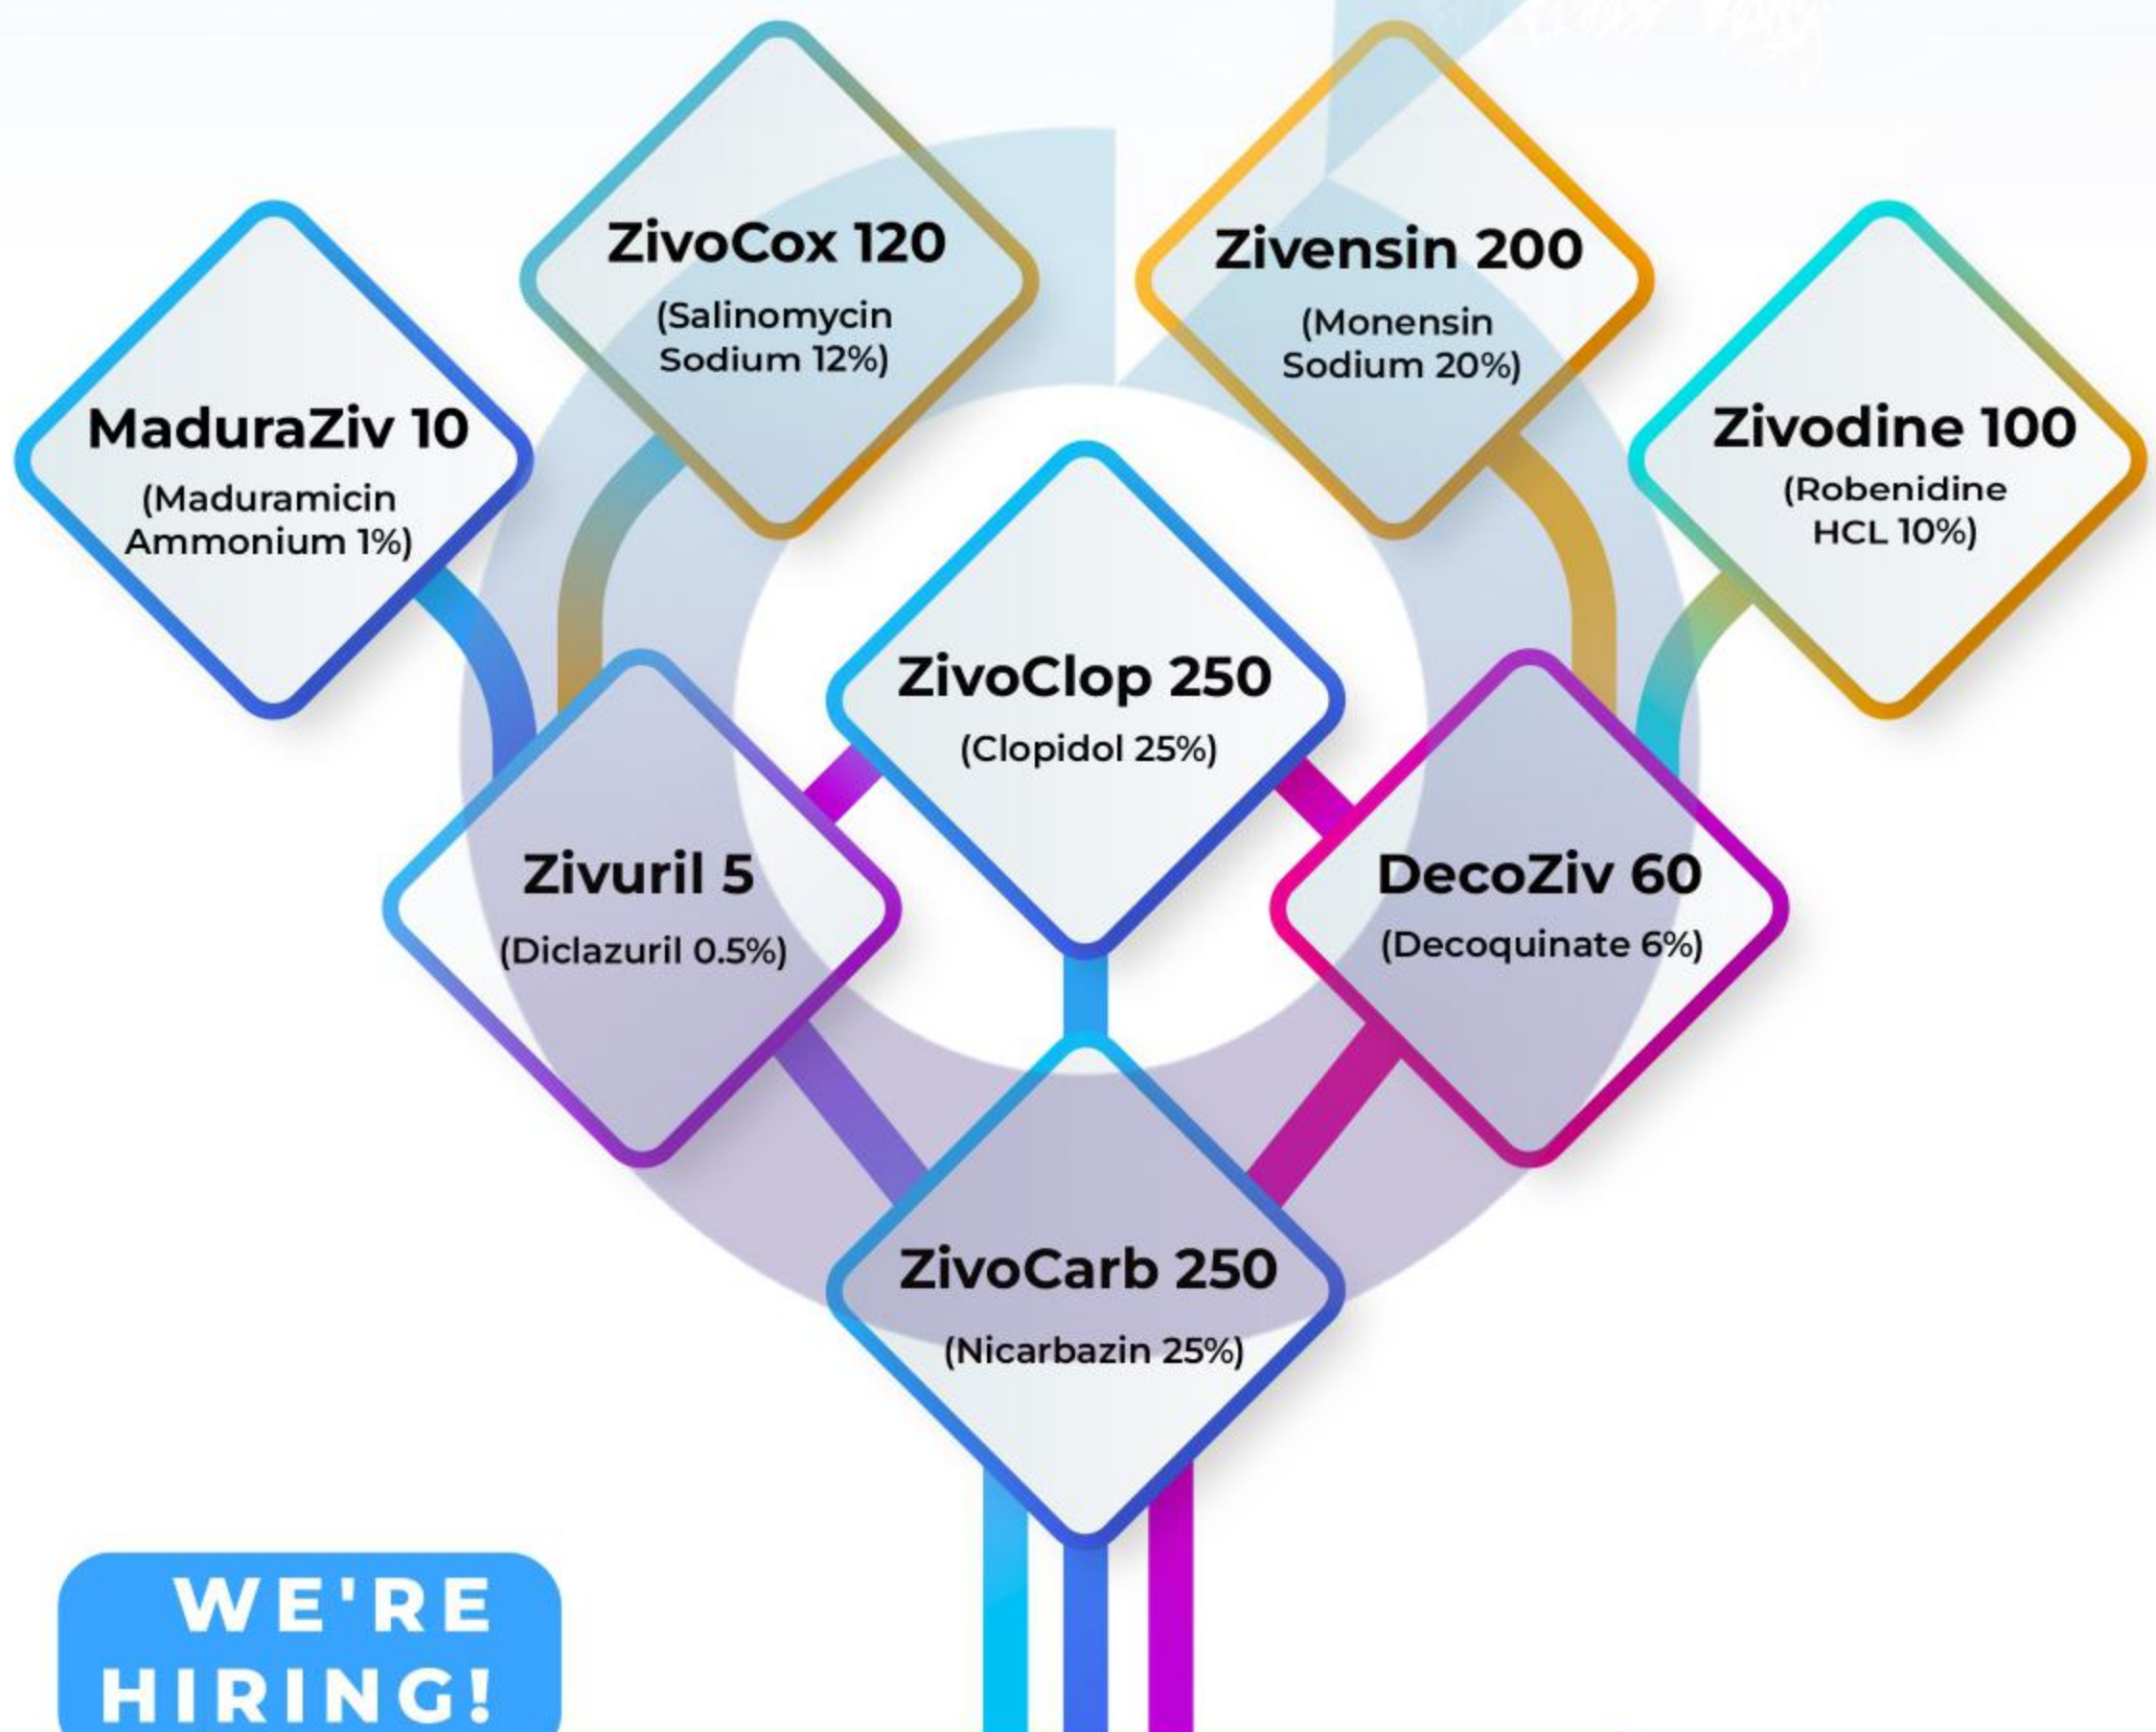 ZivoCox 120
(Salinomycin
Sodium 12%)
Zivensin 200
(Monensin
Sodium 20%)
MaduraZiv 10
(Maduramicin
Ammonium 1%)
Zivodine 100
(Robenidine
HCL 10%)
ZivoClop 250
(Clopidol 25%)
Zivuril 5
(Diclazuril 0.5%)
DecoZiv 60
(Decoquinate 6%)
ZivoCarb 250
(Nicarbazin 25%)
WE'RE
HIRING!